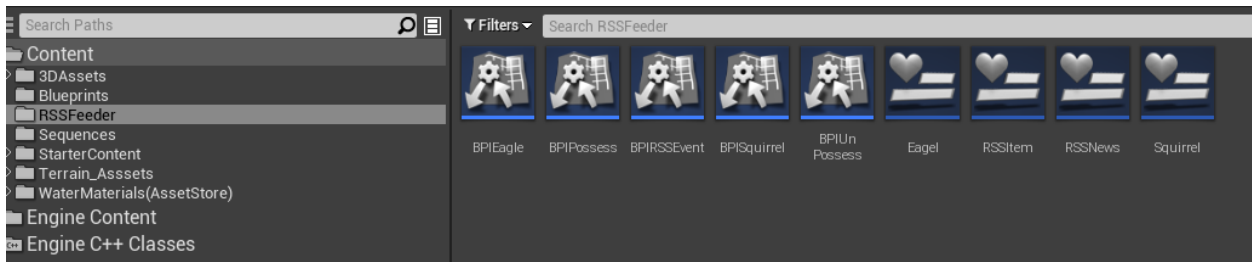 Search Paths
Content
3DAssets
Blueprints
RSSFeeder
Sequences
StarterContent
Terrain_Asssets
WaterMaterials(AssetStore)
Engine Content
Engine C++ Classes
Filters
Search RSSFeeder
BPIEagle
BPIPossess
BPIRSSEvent
BPISquirrel
BPIUn
Possess
Eagel
RSSItem
RSSNews
Squirrel